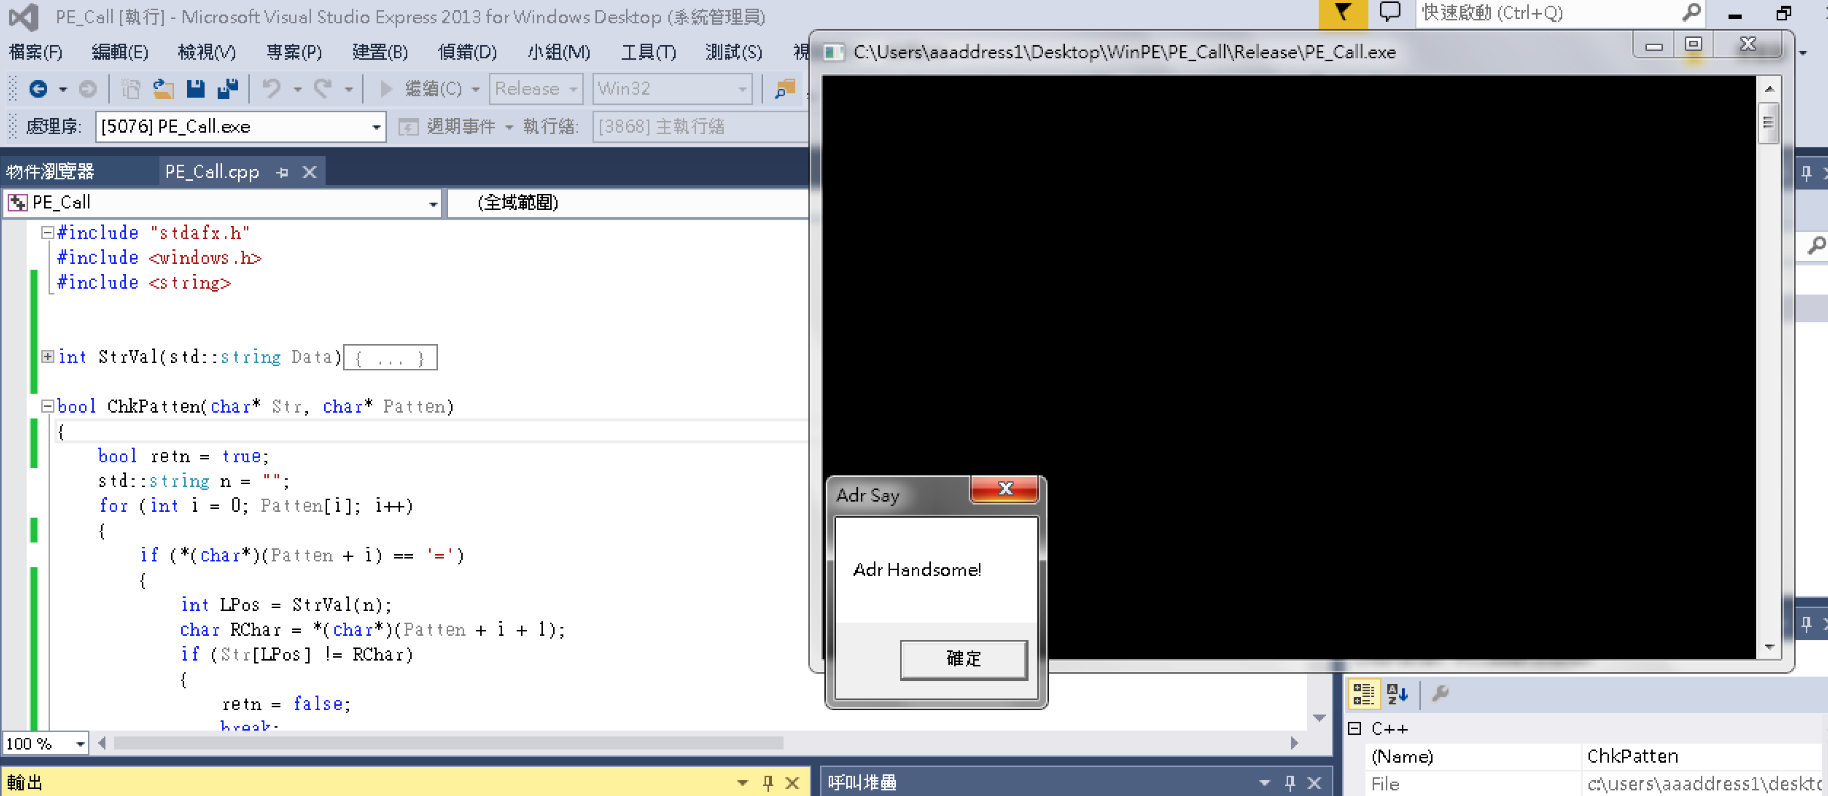 PE_Call [執行] - Microsoft Visual Studio Express 2013 for Windows Desktop (系統管理員)
快速啟動 (Ctrl+Q)
檔案(F) 編輯(E) 檢視(V) 專案(P) 建置(B) 偵錯(D) 小組(M) 工具(T) 測試(S) 視
繼續(C) Release Win32
處理序: [5076] PE_Call.exe 週期事件 執行緒: [3868] 主執行緒
物件瀏覽器 PE_Call.cpp
PE_Call (全域範圍)
#include "stdafx.h"
#include <windows.h>
#include <string>
int StrVal(std::string Data){ ... }
bool ChkPatten(char* Str, char* Patten)
{
bool retn = true;
std::string n = "";
for (int i = 0; Patten[i]; i++)
{
if (*(char*)(Patten + i) == '=')
{
int LPos = StrVal(n);
char RChar = *(char*)(Patten + i + 1);
if (Str[LPos] != RChar)
{
retn = false;
break;
100 %
輸出
呼叫堆疊
C:\Users\aaaddress1\Desktop\WinPE\PE_Call\Release\PE_Call.exe
Adr Say
Adr Handsome!
確定
C++
(Name) ChkPatten
File c:\users\aaaddress1\deskto